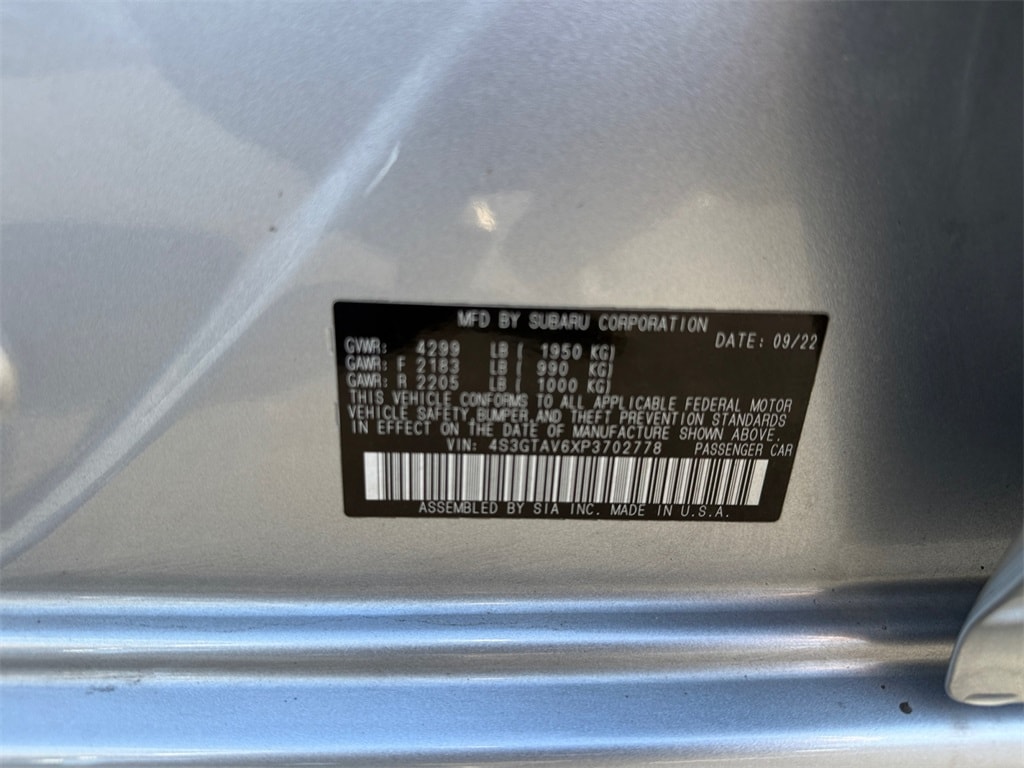 MFD BY SUBARU CORPORATION
DATE: 09/22
GVWR: 4299 LB ( 1950 KG)
GAWR: F 2183 LB ( 990 KG)
GAWR: R 2205 LB ( 1000 KG)
THIS VEHICLE CONFORMS TO ALL APPLICABLE FEDERAL MOTOR
VEHICLE SAFETY,BUMPER,AND THEFT PREVENTION STANDARDS
IN EFFECT ON THE DATE OF MANUFACTURE SHOWN ABOVE.
VIN: 4S3GTAV6XP3702778 PASSENGER CAR
ASSEMBLED BY SIA INC. MADE IN U.S.A.